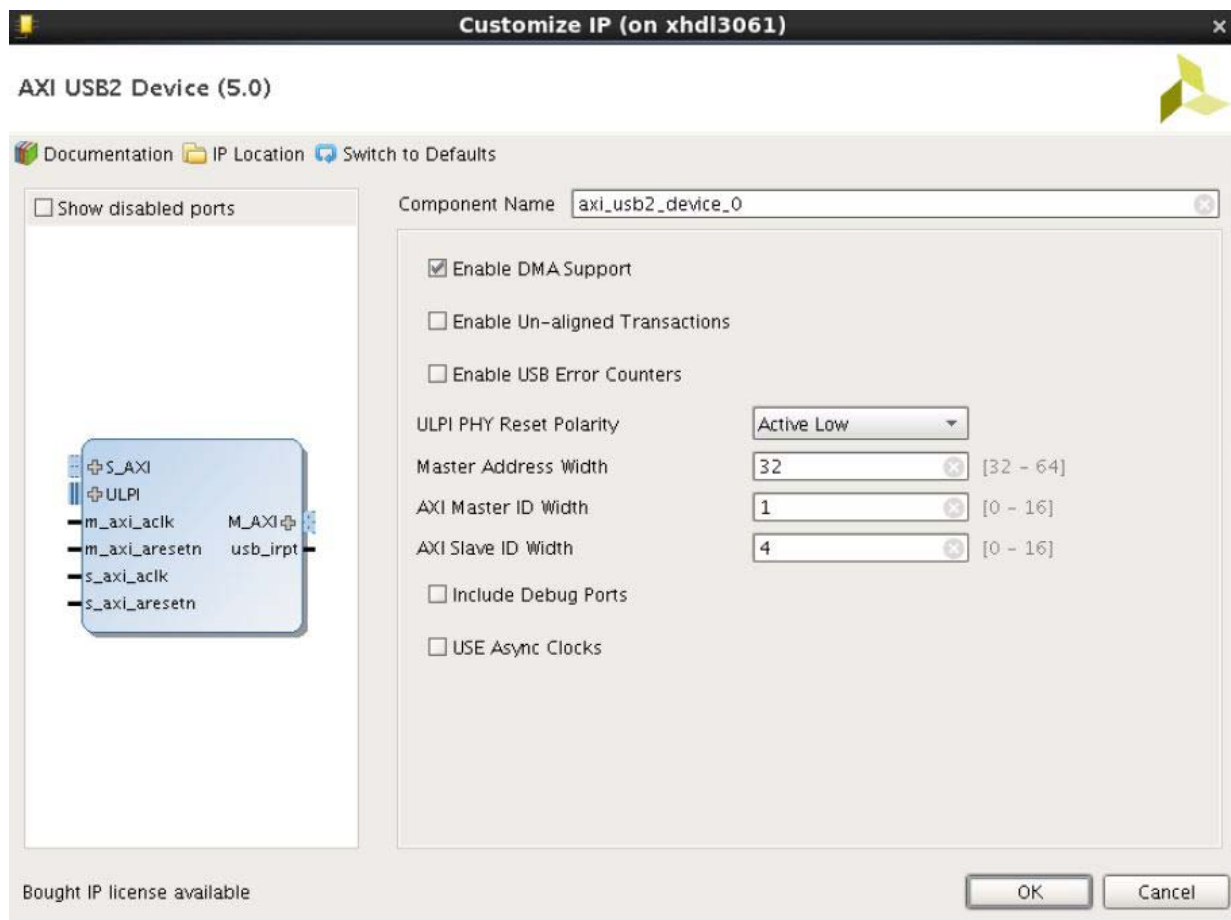 Customize IP (on xhdl3061)
AXI USB2 Device (5.0)
Documentation IP Location Switch to Defaults
Show disabled ports
Component Name axi_usb2_device_0
Enable DMA Support
Enable Un-aligned Transactions
Enable USB Error Counters
ULPI PHY Reset Polarity Active Low
Master Address Width 32 [32 - 64]
AXI Master ID Width 1 [0 - 16]
AXI Slave ID Width 4 [0 - 16]
Include Debug Ports
USE Async Clocks
S_AXI
ULPI
m_axi_aclk M_AXI
m_axi_aresetn usb_irpt
s_axi_aclk
s_axi_aresetn
Bought IP license available
OK Cancel